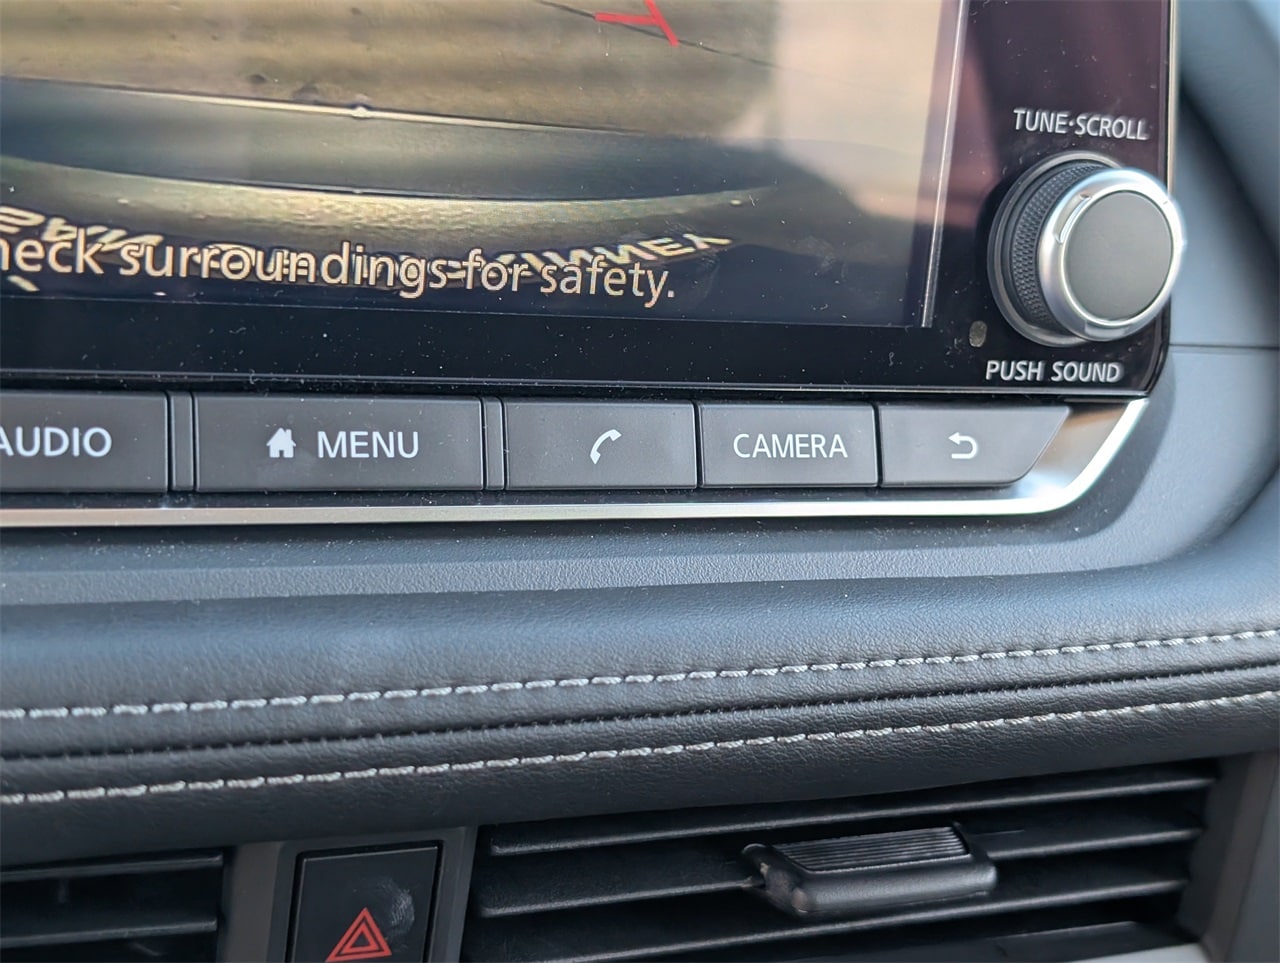 TUNE·SCROLL
heck surroundings for safety.
PUSH SOUND
AUDIO
MENU
CAMERA